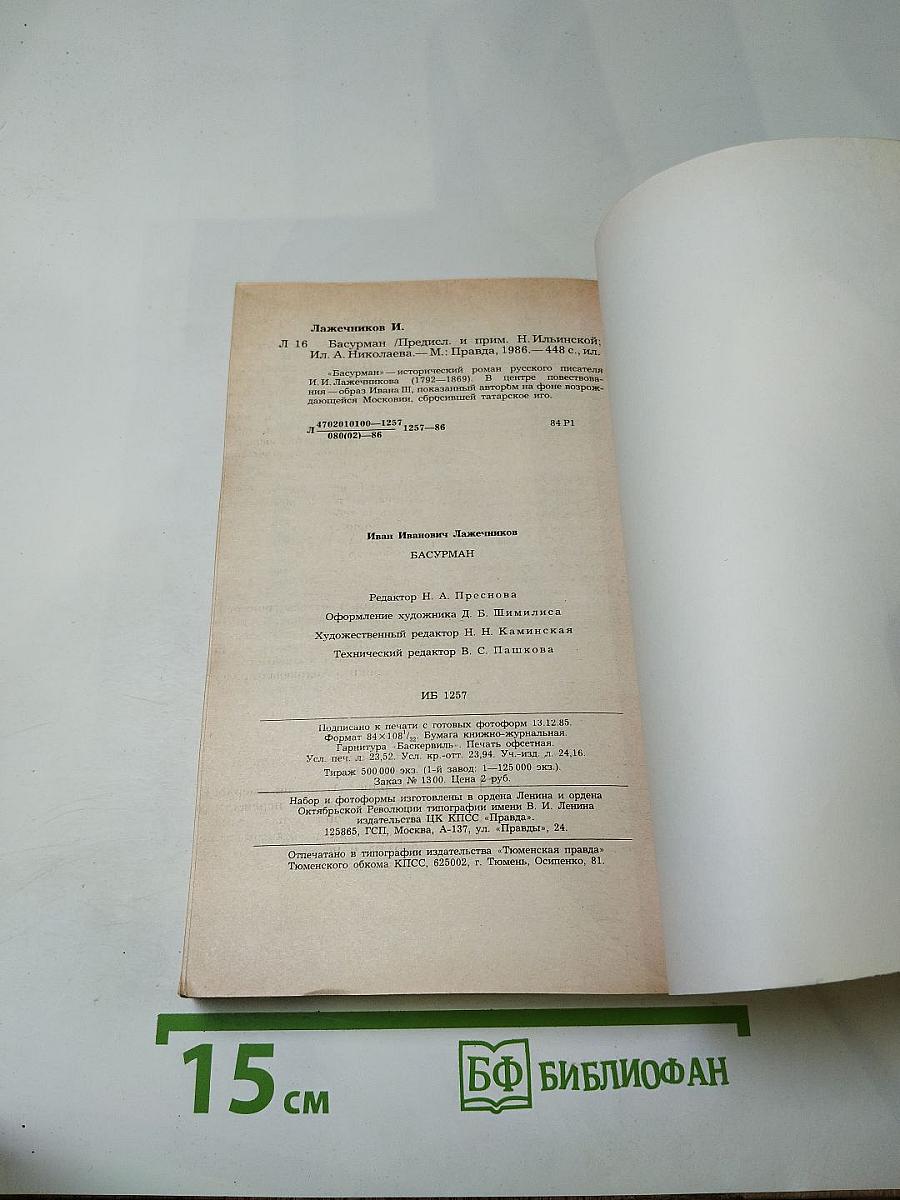 Лажечников И.
Л 16 Басурман /Предисл. и прим. Н. Ильинской;
Ил. А. Николаева.— М.: Правда, 1986.— 448 с., ил.
«Басурман» — исторический роман русского писателя
И. И. Лажечникова (1792—1869). В центре повествова-
ния — образ Ивана III, показанный автором на фоне возрож-
дающейся Московии, сбросившей татарское иго.
Л 4702010100—1257 1257—86 84 Р1
080(02)—86
Иван Иванович Лажечников
БАСУРМАН
Редактор Н. А. Преснова
Оформление художника Д. Б. Шимилиса
Художественный редактор Н. Н. Каминская
Технический редактор В. С. Пашкова
ИБ 1257
Подписано к печати с готовых фотоформ 13.12.85.
Формат 84×108¹/₃₂. Бумага книжно-журнальная.
Гарнитура «Баскервиль». Печать офсетная.
Усл. печ. л. 23,52. Усл. кр.-отт. 23,94. Уч.-изд. л. 24,16.
Тираж 500 000 экз. (1-й завод: 1—125 000 экз.).
Заказ № 1300. Цена 2 руб.
Набор и фотоформы изготовлены в ордена Ленина и ордена
Октябрьской Революции типографии имени В. И. Ленина
издательства ЦК КПСС «Правда».
125865, ГСП, Москва, А-137, ул. «Правды», 24.
Отпечатано в типографии издательства «Тюменская правда»
Тюменского обкома КПСС, 625002, г. Тюмень, Осипенко, 81.
15 см БФ БИБЛИОФАН